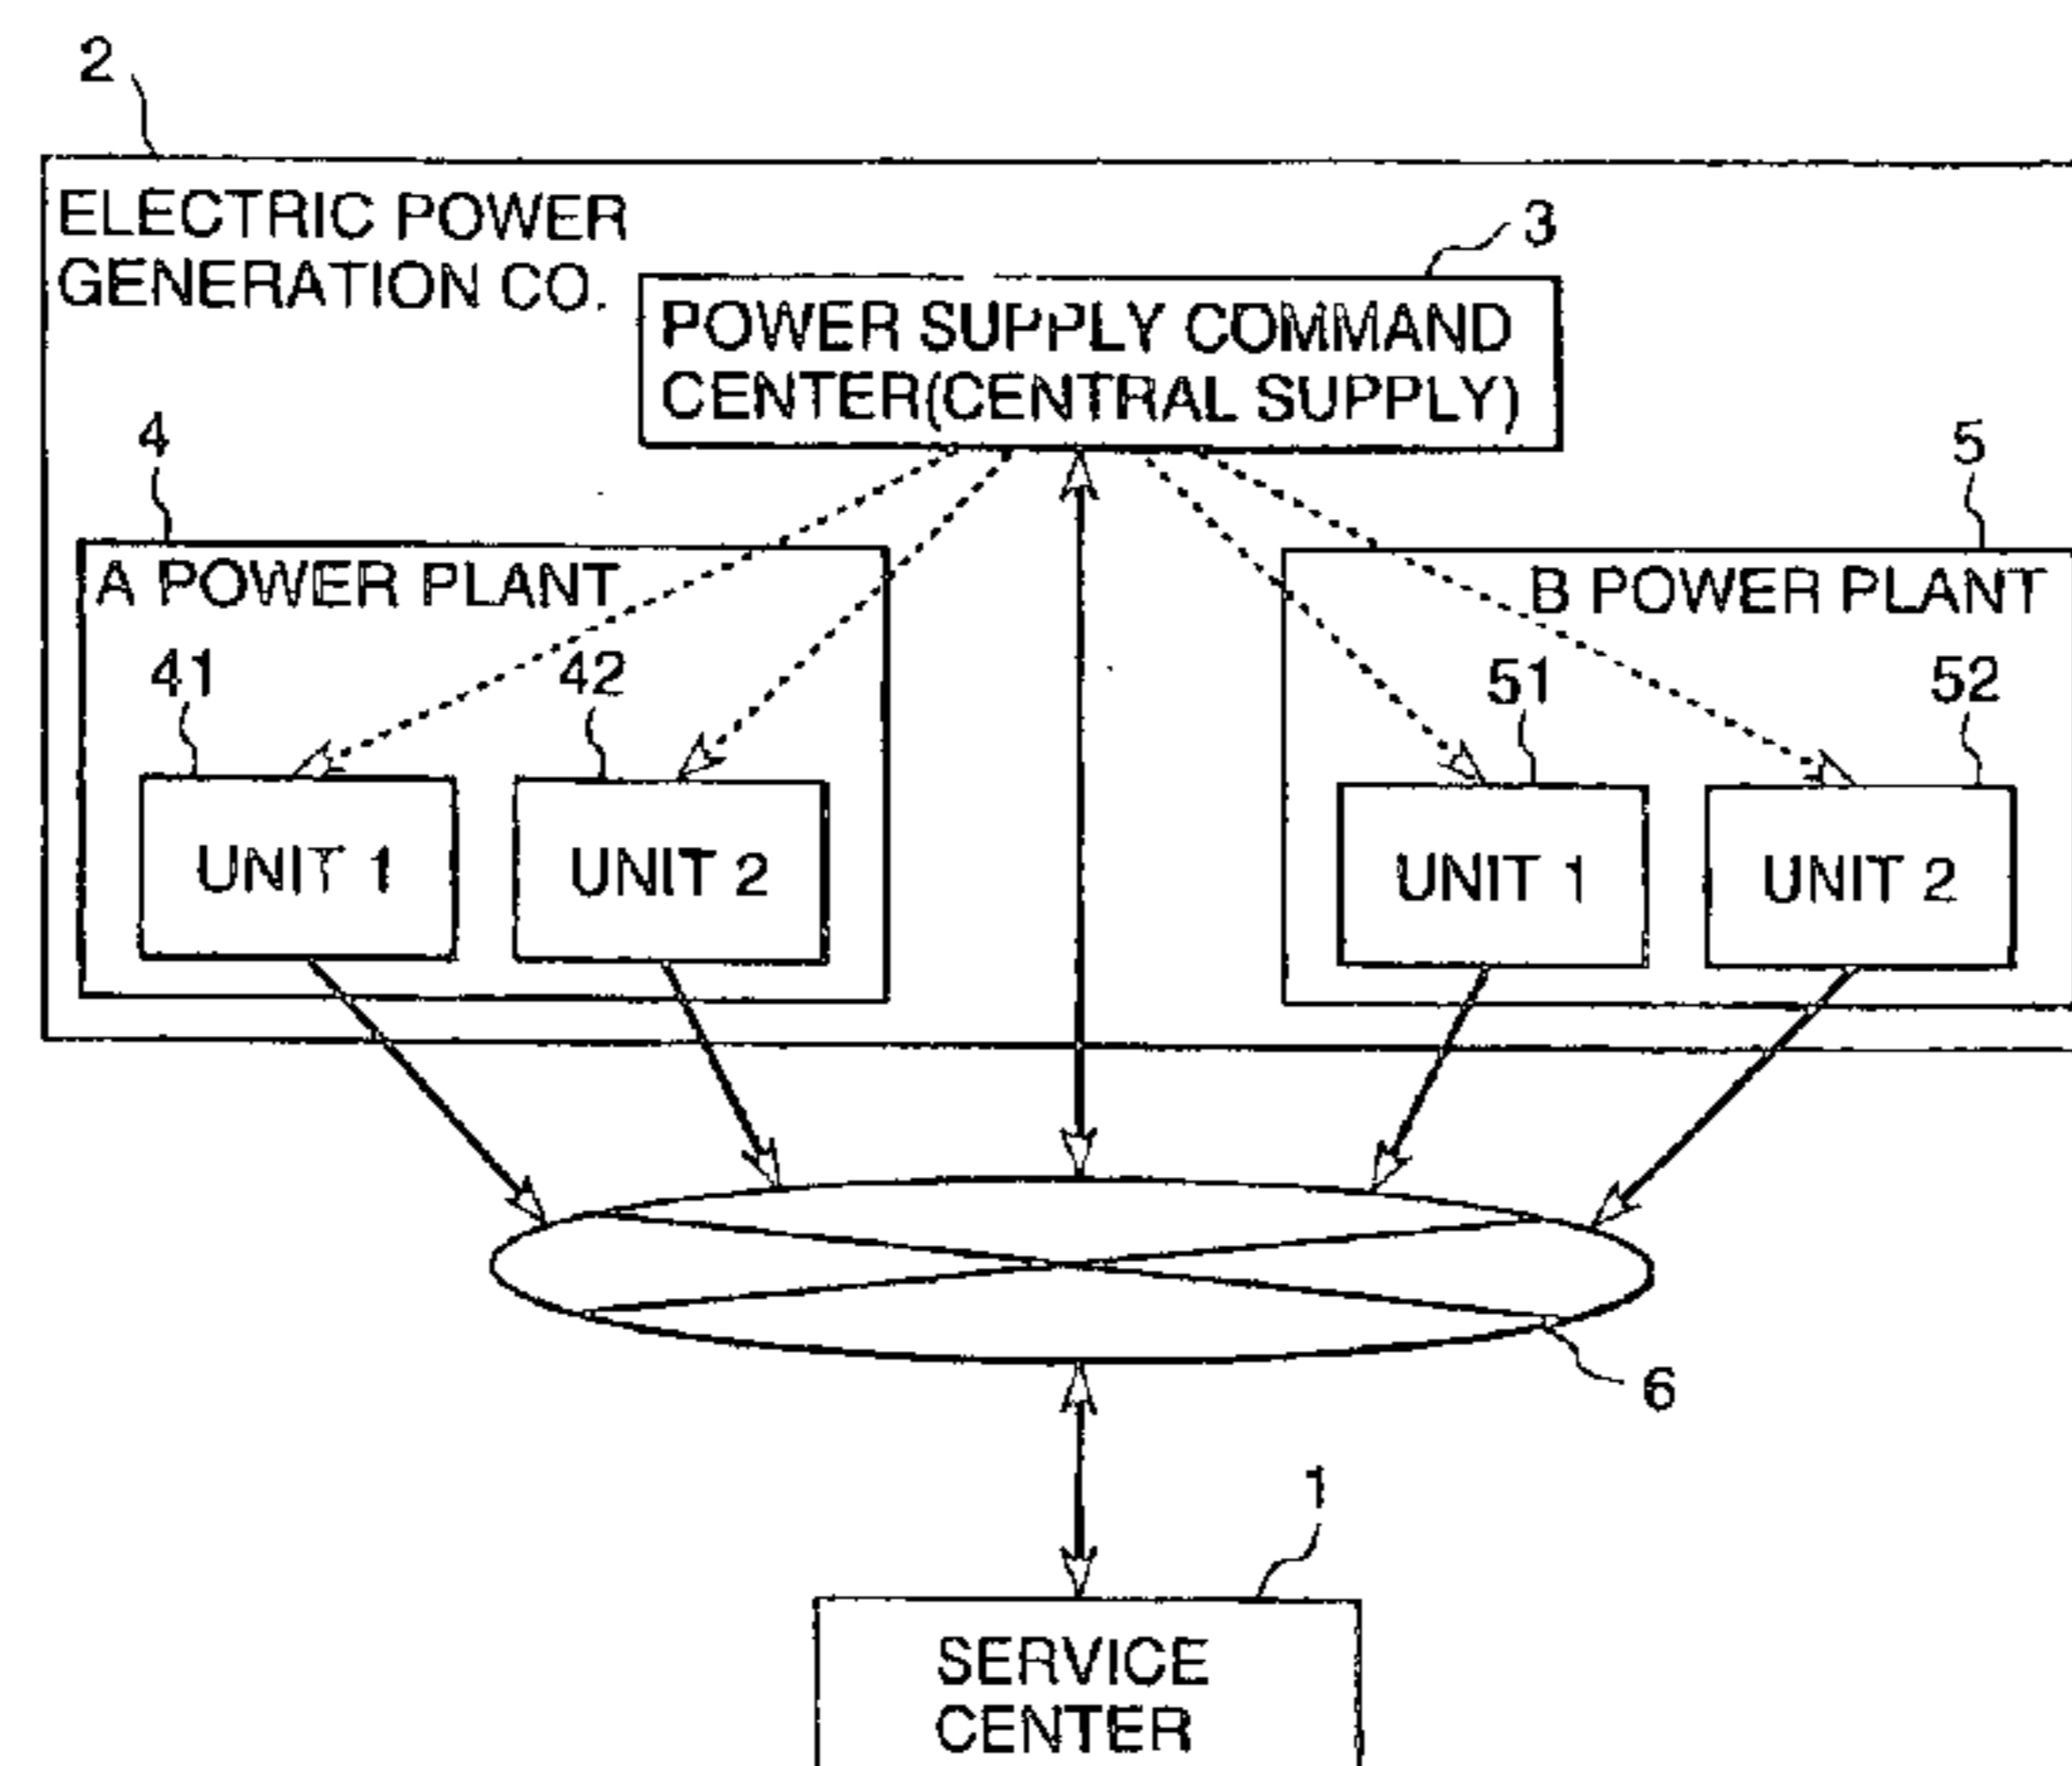 2
ELECTRIC POWER
GENERATION CO.
3
POWER SUPPLY COMMAND
CENTER(CENTRAL SUPPLY)
4
5
A POWER PLANT
B POWER PLANT
41
42
51
52
UNIT 1
UNIT 2
UNIT 1
UNIT 2
6
1
SERVICE
CENTER